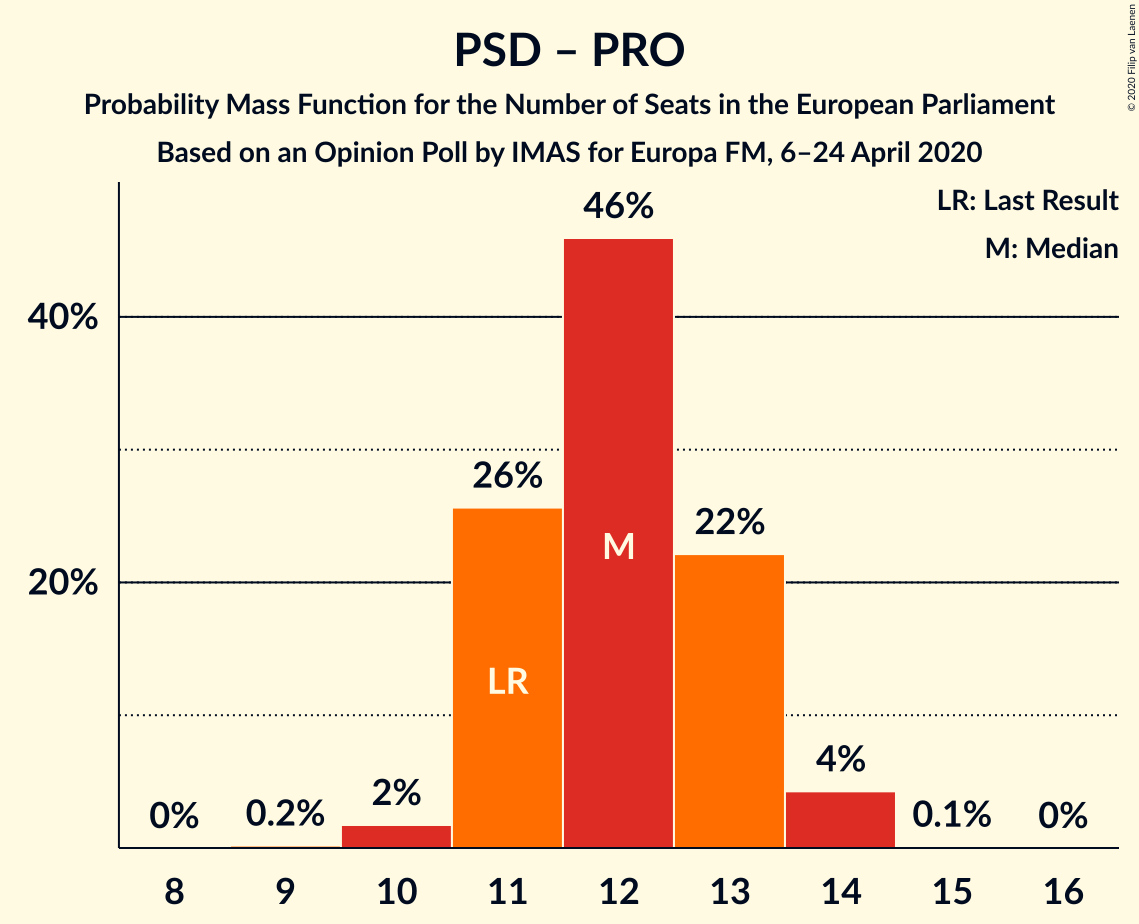 PSD – PRO
Probability Mass Function for the Number of Seats in the European Parliament
Based on an Opinion Poll by IMAS for Europa FM, 6–24 April 2020
© 2020 Filip van Laenen
LR: Last Result
M: Median
46%
40%
26%
22%
M
20%
LR
4%
2%
0%
0.2%
0.1%
0%
8 9 10 11 12 13 14 15 16